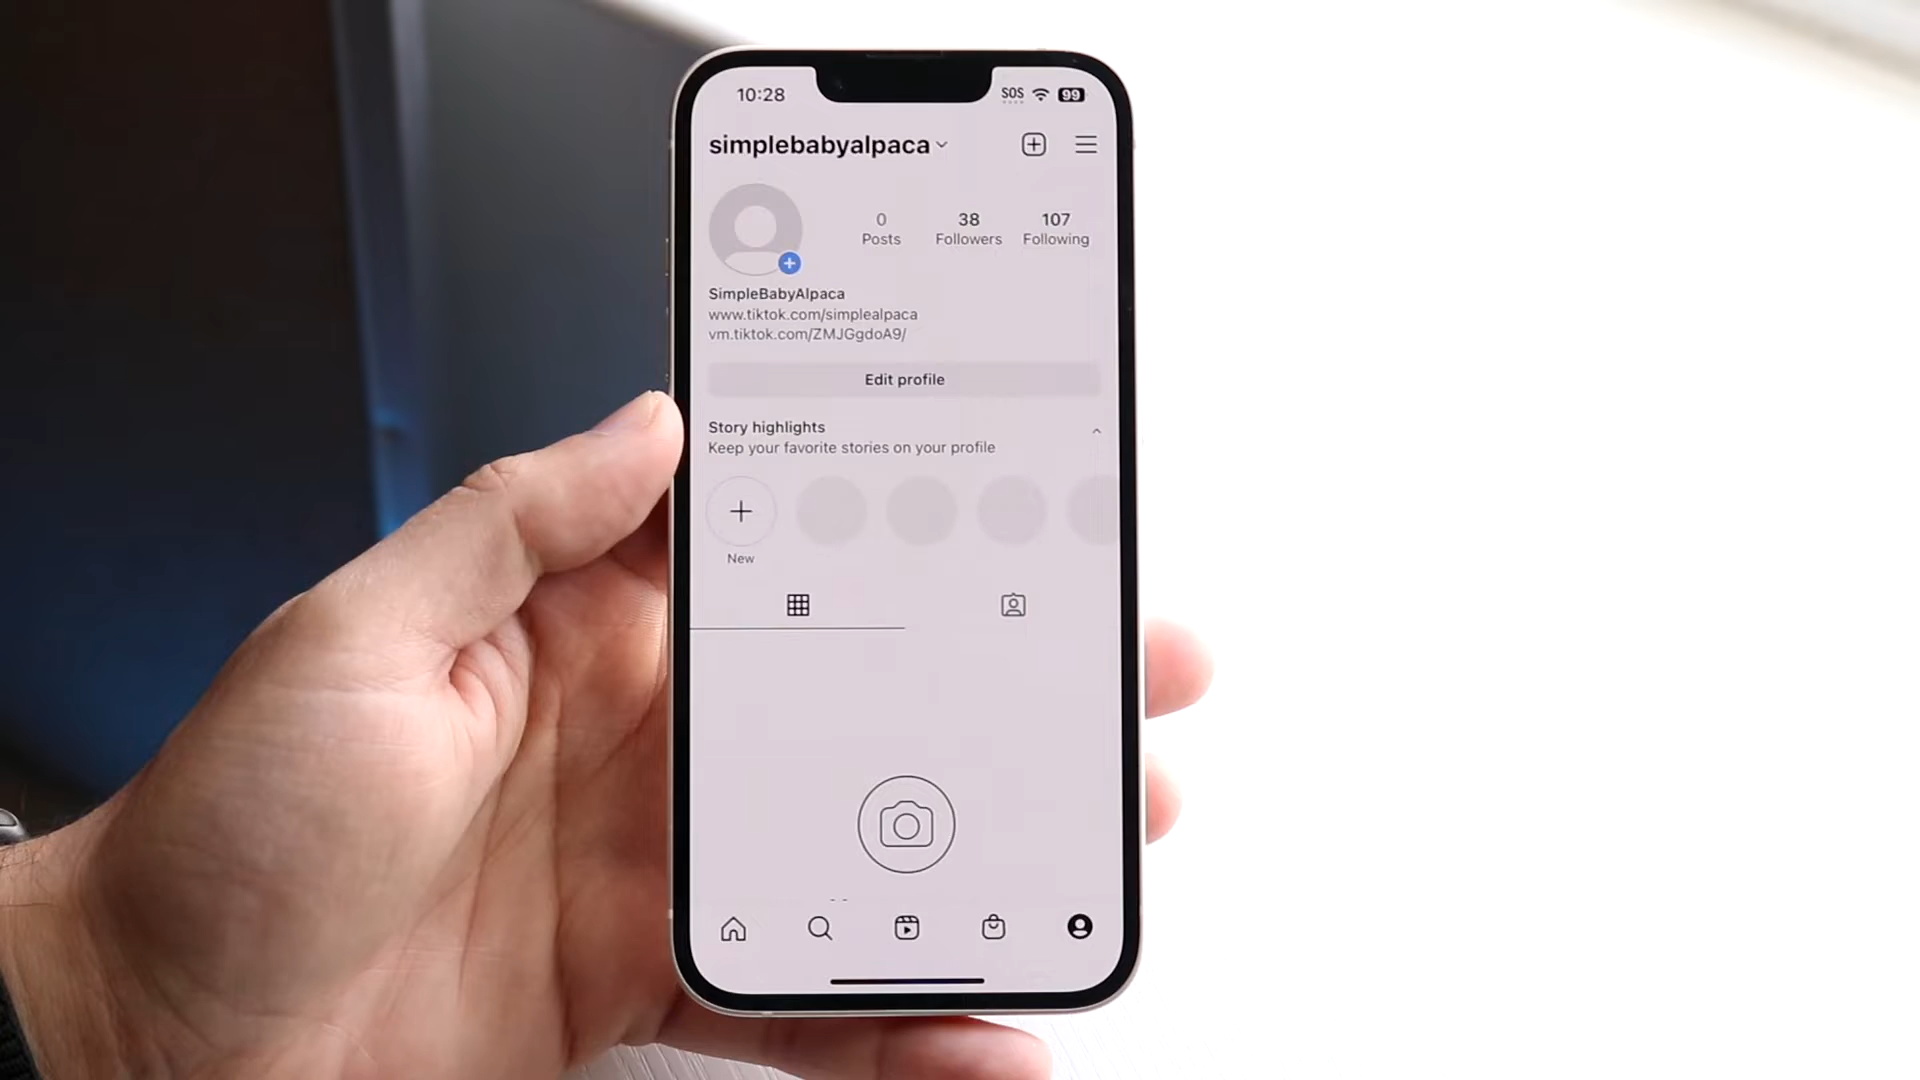 10:28 SOS 99
simplebabyalpaca
0 38 107
Posts Followers Following
SimpleBabyAlpaca
www.tiktok.com/simplealpaca
vm.tiktok.com/ZMJGgdoA9/
Edit profile
Story highlights
Keep your favorite stories on your profile
New